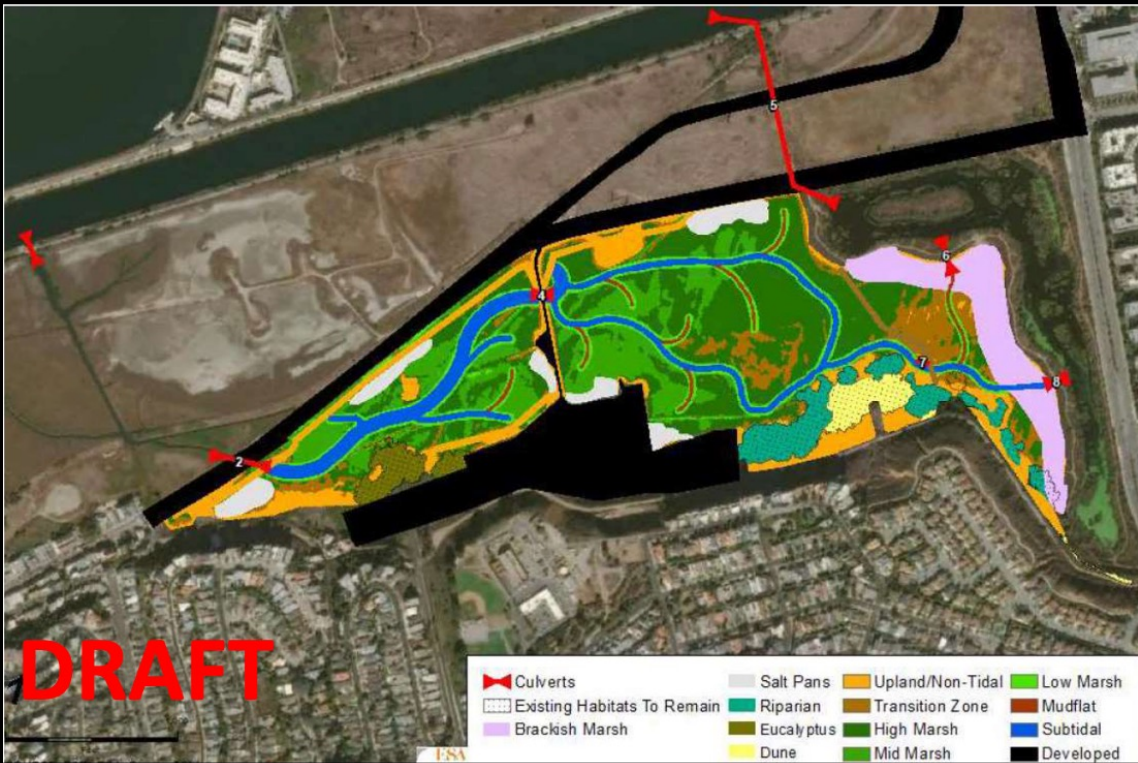 5
6
4
7
8
2
DRAFT
Culverts
Existing Habitats To Remain
Brackish Marsh
Salt Pans
Riparian
Eucalyptus
Dune
Upland/Non-Tidal
Transition Zone
High Marsh
Mid Marsh
Low Marsh
Mudflat
Subtidal
Developed
ESA